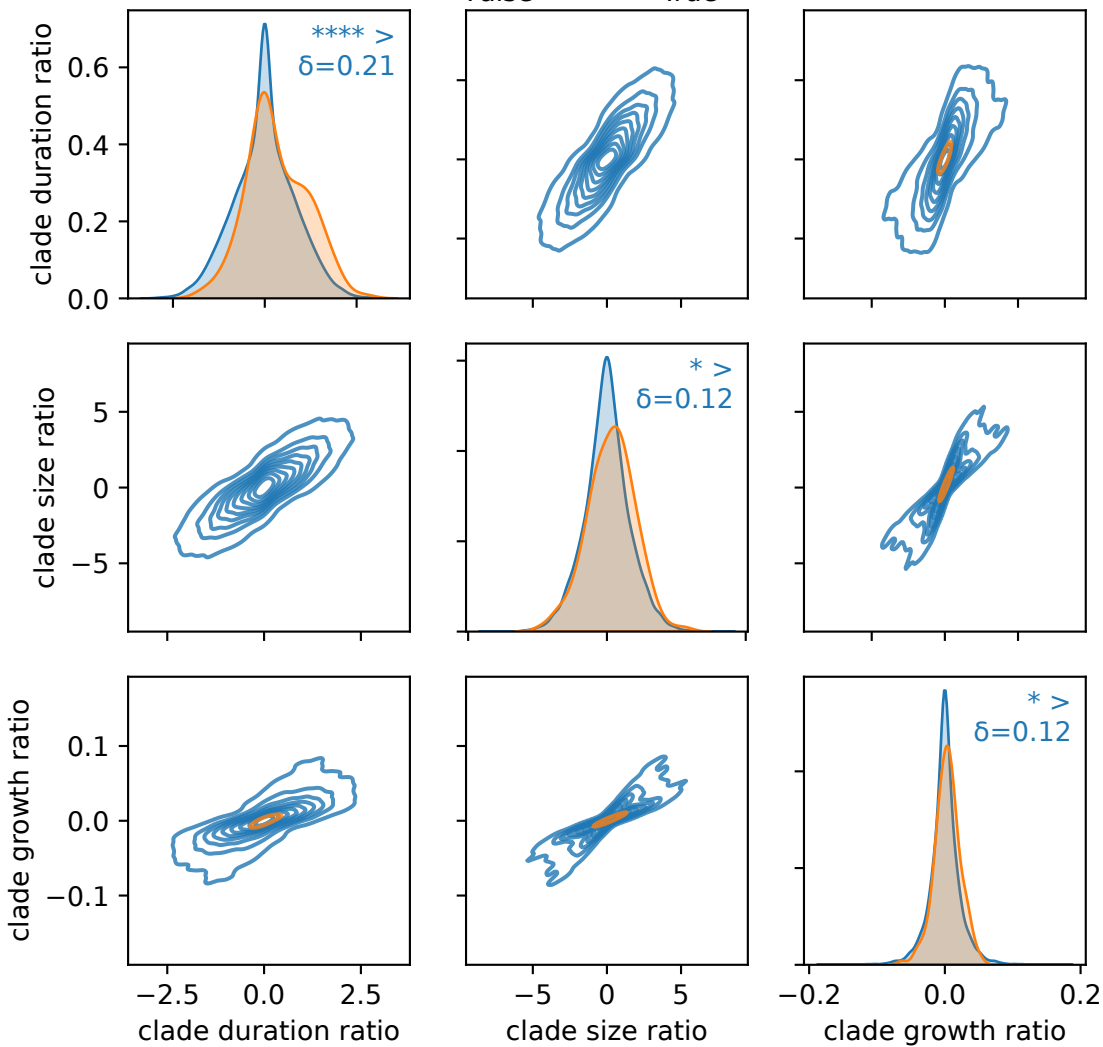 **** >
δ=0.21
clade duration ratio
0.6
0.4
0.2
0.0
* >
δ=0.12
clade size ratio
5
0
−5
* >
δ=0.12
clade growth ratio
0.1
0.0
−0.1
−2.5 0.0 2.5
clade duration ratio
−5 0 5
clade size ratio
−0.2 0.0 0.2
clade growth ratio